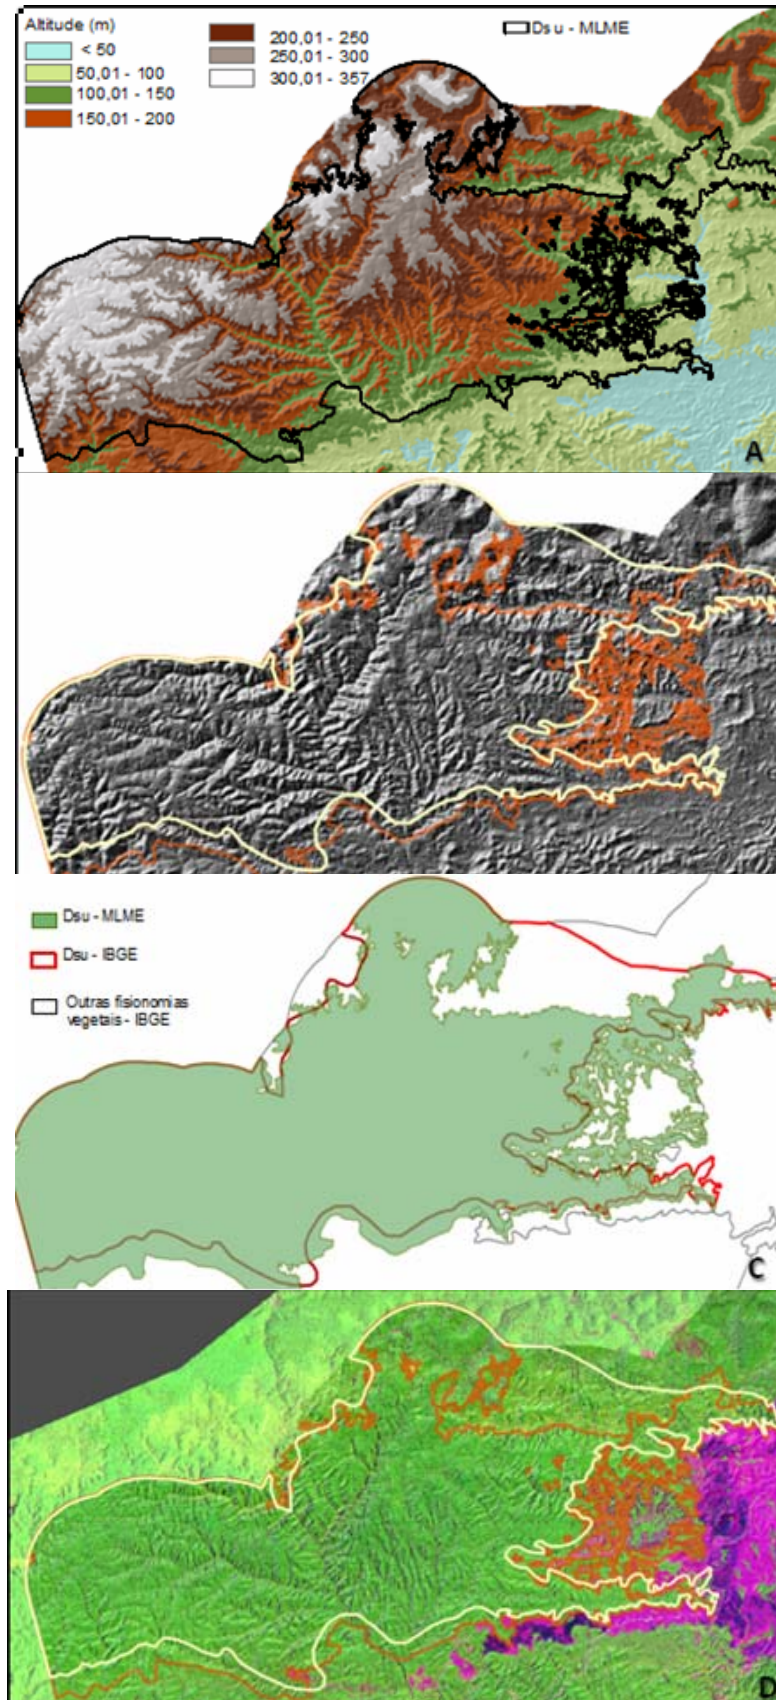 Altitude (m)
< 50
50,01 - 100
100,01 - 150
150,01 - 200
200,01 - 250
250,01 - 300
300,01 - 357
Dsu - MLME
A
Dsu - MLME
Dsu - IBGE
Outras fisionomias
vegetais - IBGE
C
D